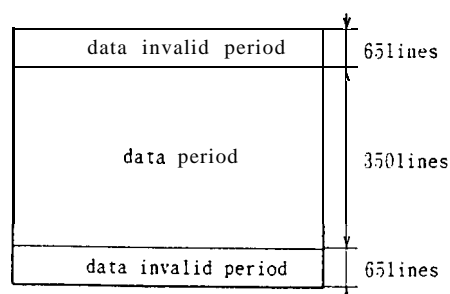 data invalid period
65lines
data period
350lines
data invalid period
65lines